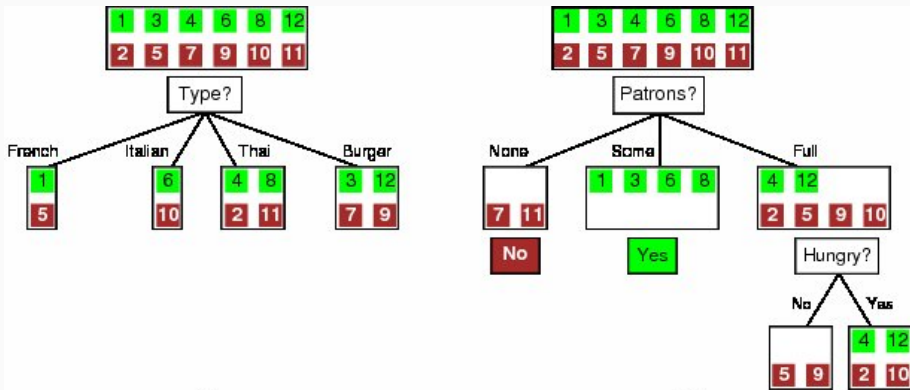 1 3 4 6 8 12
2 5 7 9 10 11
Type?
French Italian Thai Burger
1 6 4 8 3 12
5 10 2 11 7 9
1 3 4 6 8 12
2 5 7 9 10 11
Patrons?
None Some Full
1 3 6 8 4 12
7 11 2 5 9 10
No Yes Hungry?
No Yes
4 12
5 9 2 10